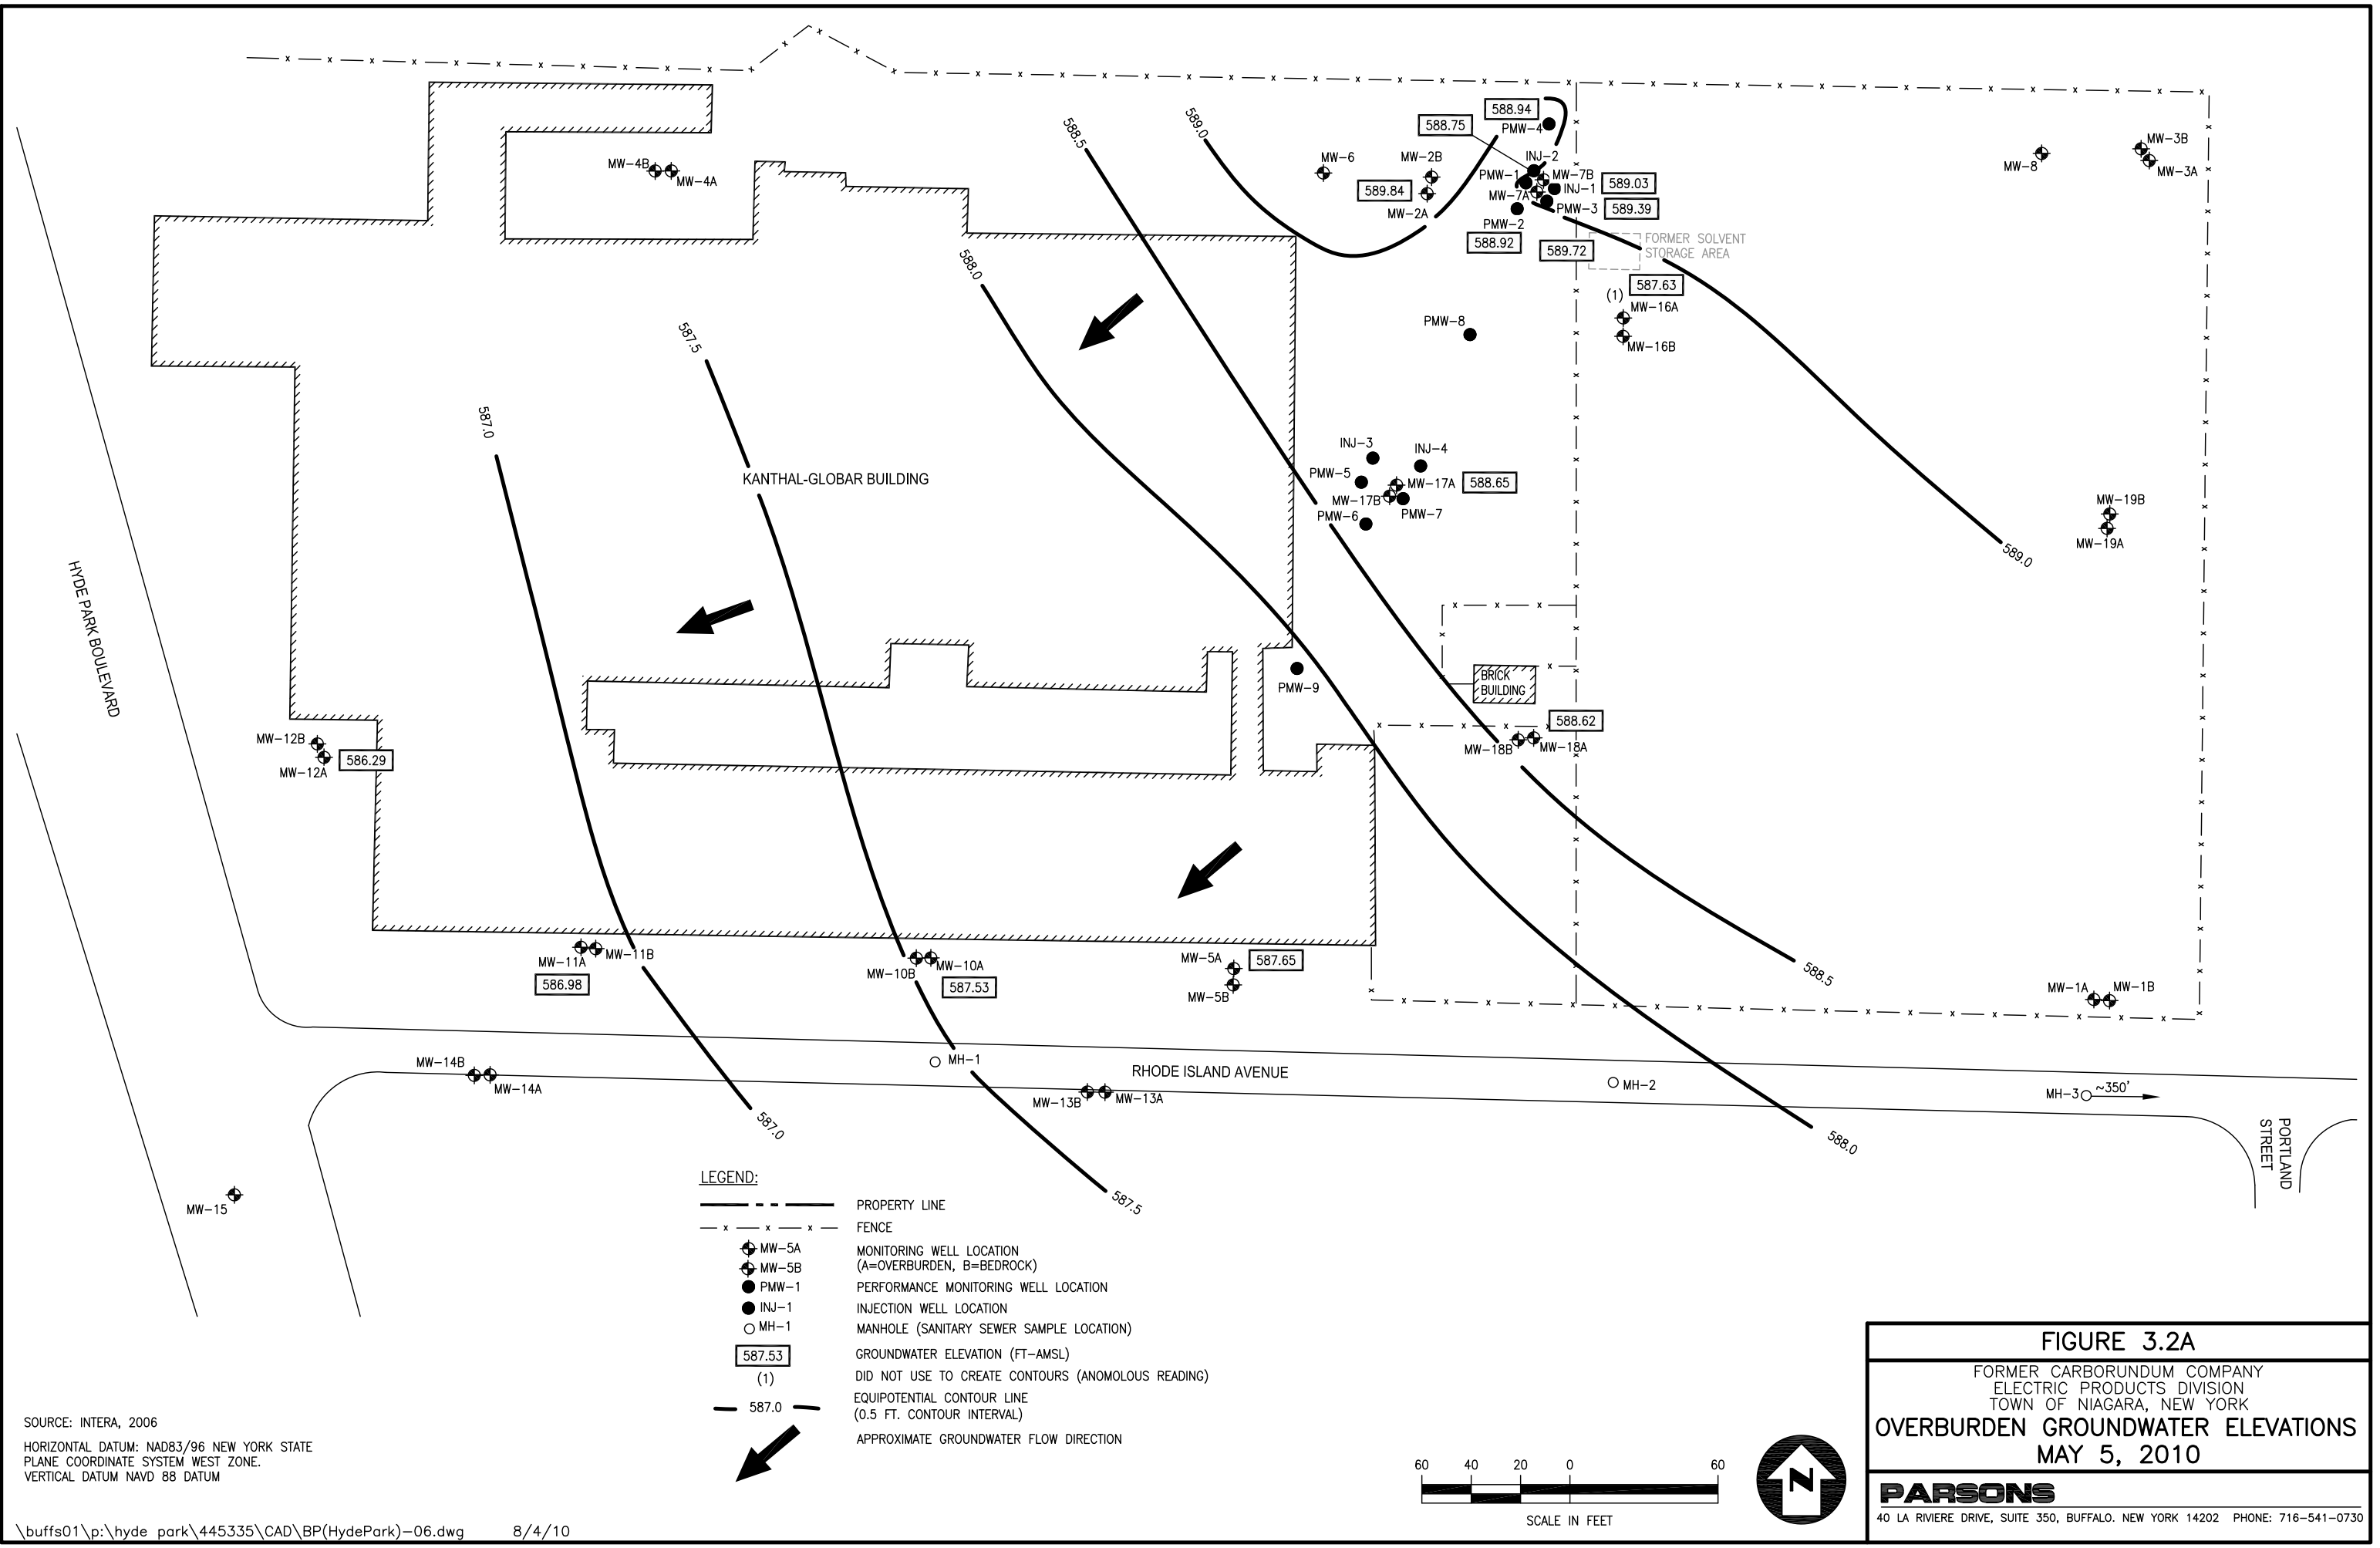 589.0
588.5
588.94
588.75
PMW-4
MW-6
MW-2B
INJ-2
MW-3B
MW-8
MW-3A
MW-4B
MW-4A
PMW-1
MW-7B
589.84
INJ-1
589.03
MW-7A
MW-2A
PMW-3
589.39
PMW-2
588.92
589.72
FORMER SOLVENT
STORAGE AREA
588.0
587.63
(1)
MW-16A
MW-16B
PMW-8
587.5
587.0
KANTHAL-GLOBAR BUILDING
INJ-3
INJ-4
PMW-5
MW-17A
588.65
MW-17B
PMW-7
PMW-6
MW-19B
MW-19A
589.0
HYDE PARK BOULEVARD
PMW-9
BRICK
BUILDING
588.62
MW-18B
MW-18A
MW-12B
MW-12A
586.29
MW-11A
MW-11B
586.98
MW-10B
MW-10A
587.53
MW-5A
587.65
MW-5B
588.5
MW-1A
MW-1B
MW-14B
MW-14A
MH-1
RHODE ISLAND AVENUE
MW-13B
MW-13A
MH-2
MH-3
~350'
587.0
588.0
PORTLAND
STREET
MW-15
587.5
LEGEND:
PROPERTY LINE
x x x
FENCE
MW-5A
MW-5B
MONITORING WELL LOCATION
(A=OVERBURDEN, B=BEDROCK)
PMW-1
PERFORMANCE MONITORING WELL LOCATION
INJ-1
INJECTION WELL LOCATION
MH-1
MANHOLE (SANITARY SEWER SAMPLE LOCATION)
587.53
GROUNDWATER ELEVATION (FT-AMSL)
(1)
DID NOT USE TO CREATE CONTOURS (ANOMOLOUS READING)
587.0
EQUIPOTENTIAL CONTOUR LINE
(0.5 FT. CONTOUR INTERVAL)
APPROXIMATE GROUNDWATER FLOW DIRECTION
SOURCE: INTERA, 2006
HORIZONTAL DATUM: NAD83/96 NEW YORK STATE
PLANE COORDINATE SYSTEM WEST ZONE.
VERTICAL DATUM NAVD 88 DATUM
\buffs01\p:\hyde park\445335\CAD\BP(HydePark)-06.dwg 8/4/10
60 40 20 0 60
SCALE IN FEET
N
FIGURE 3.2A
FORMER CARBORUNDUM COMPANY
ELECTRIC PRODUCTS DIVISION
TOWN OF NIAGARA, NEW YORK
OVERBURDEN GROUNDWATER ELEVATIONS
MAY 5, 2010
PARSONS
40 LA RIVIERE DRIVE, SUITE 350, BUFFALO. NEW YORK 14202 PHONE: 716-541-0730